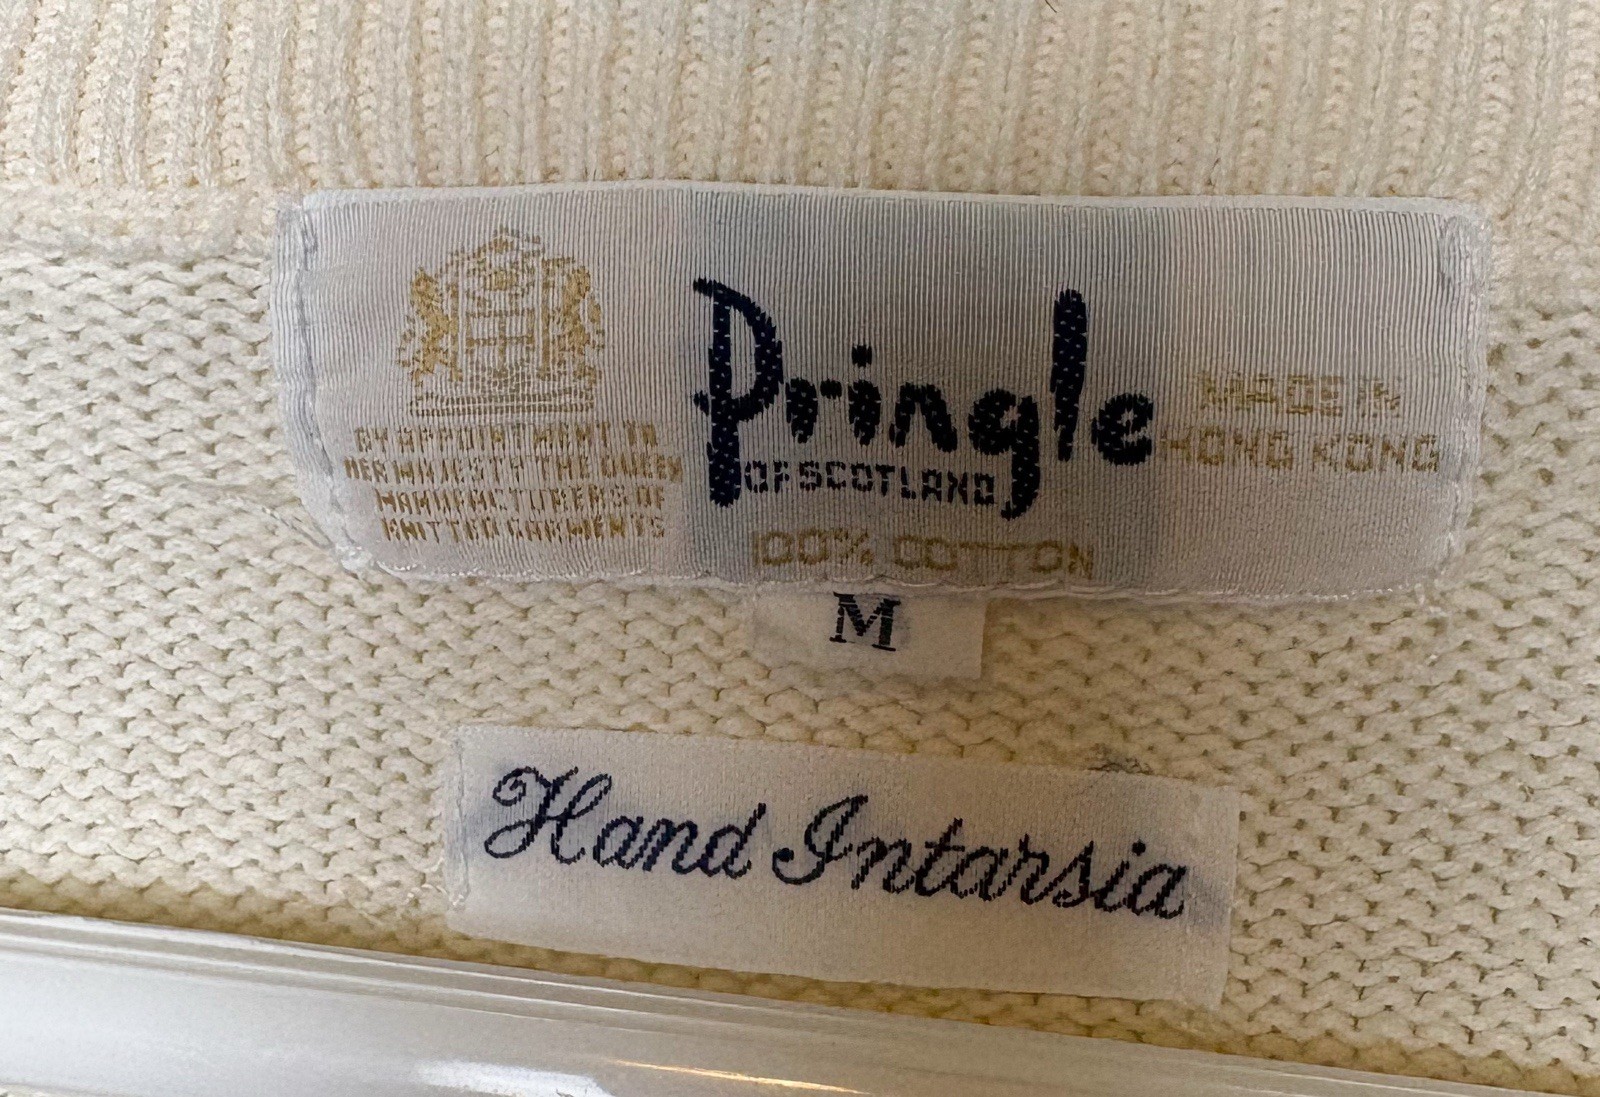 BY APPOINTMENT TO
HER MAJESTY THE QUEEN
MANUFACTURERS OF
KNITTED GARMENTS
Pringle
OF SCOTLAND
100% COTTON
MADE IN
HONG KONG
M
Hand Intarsia